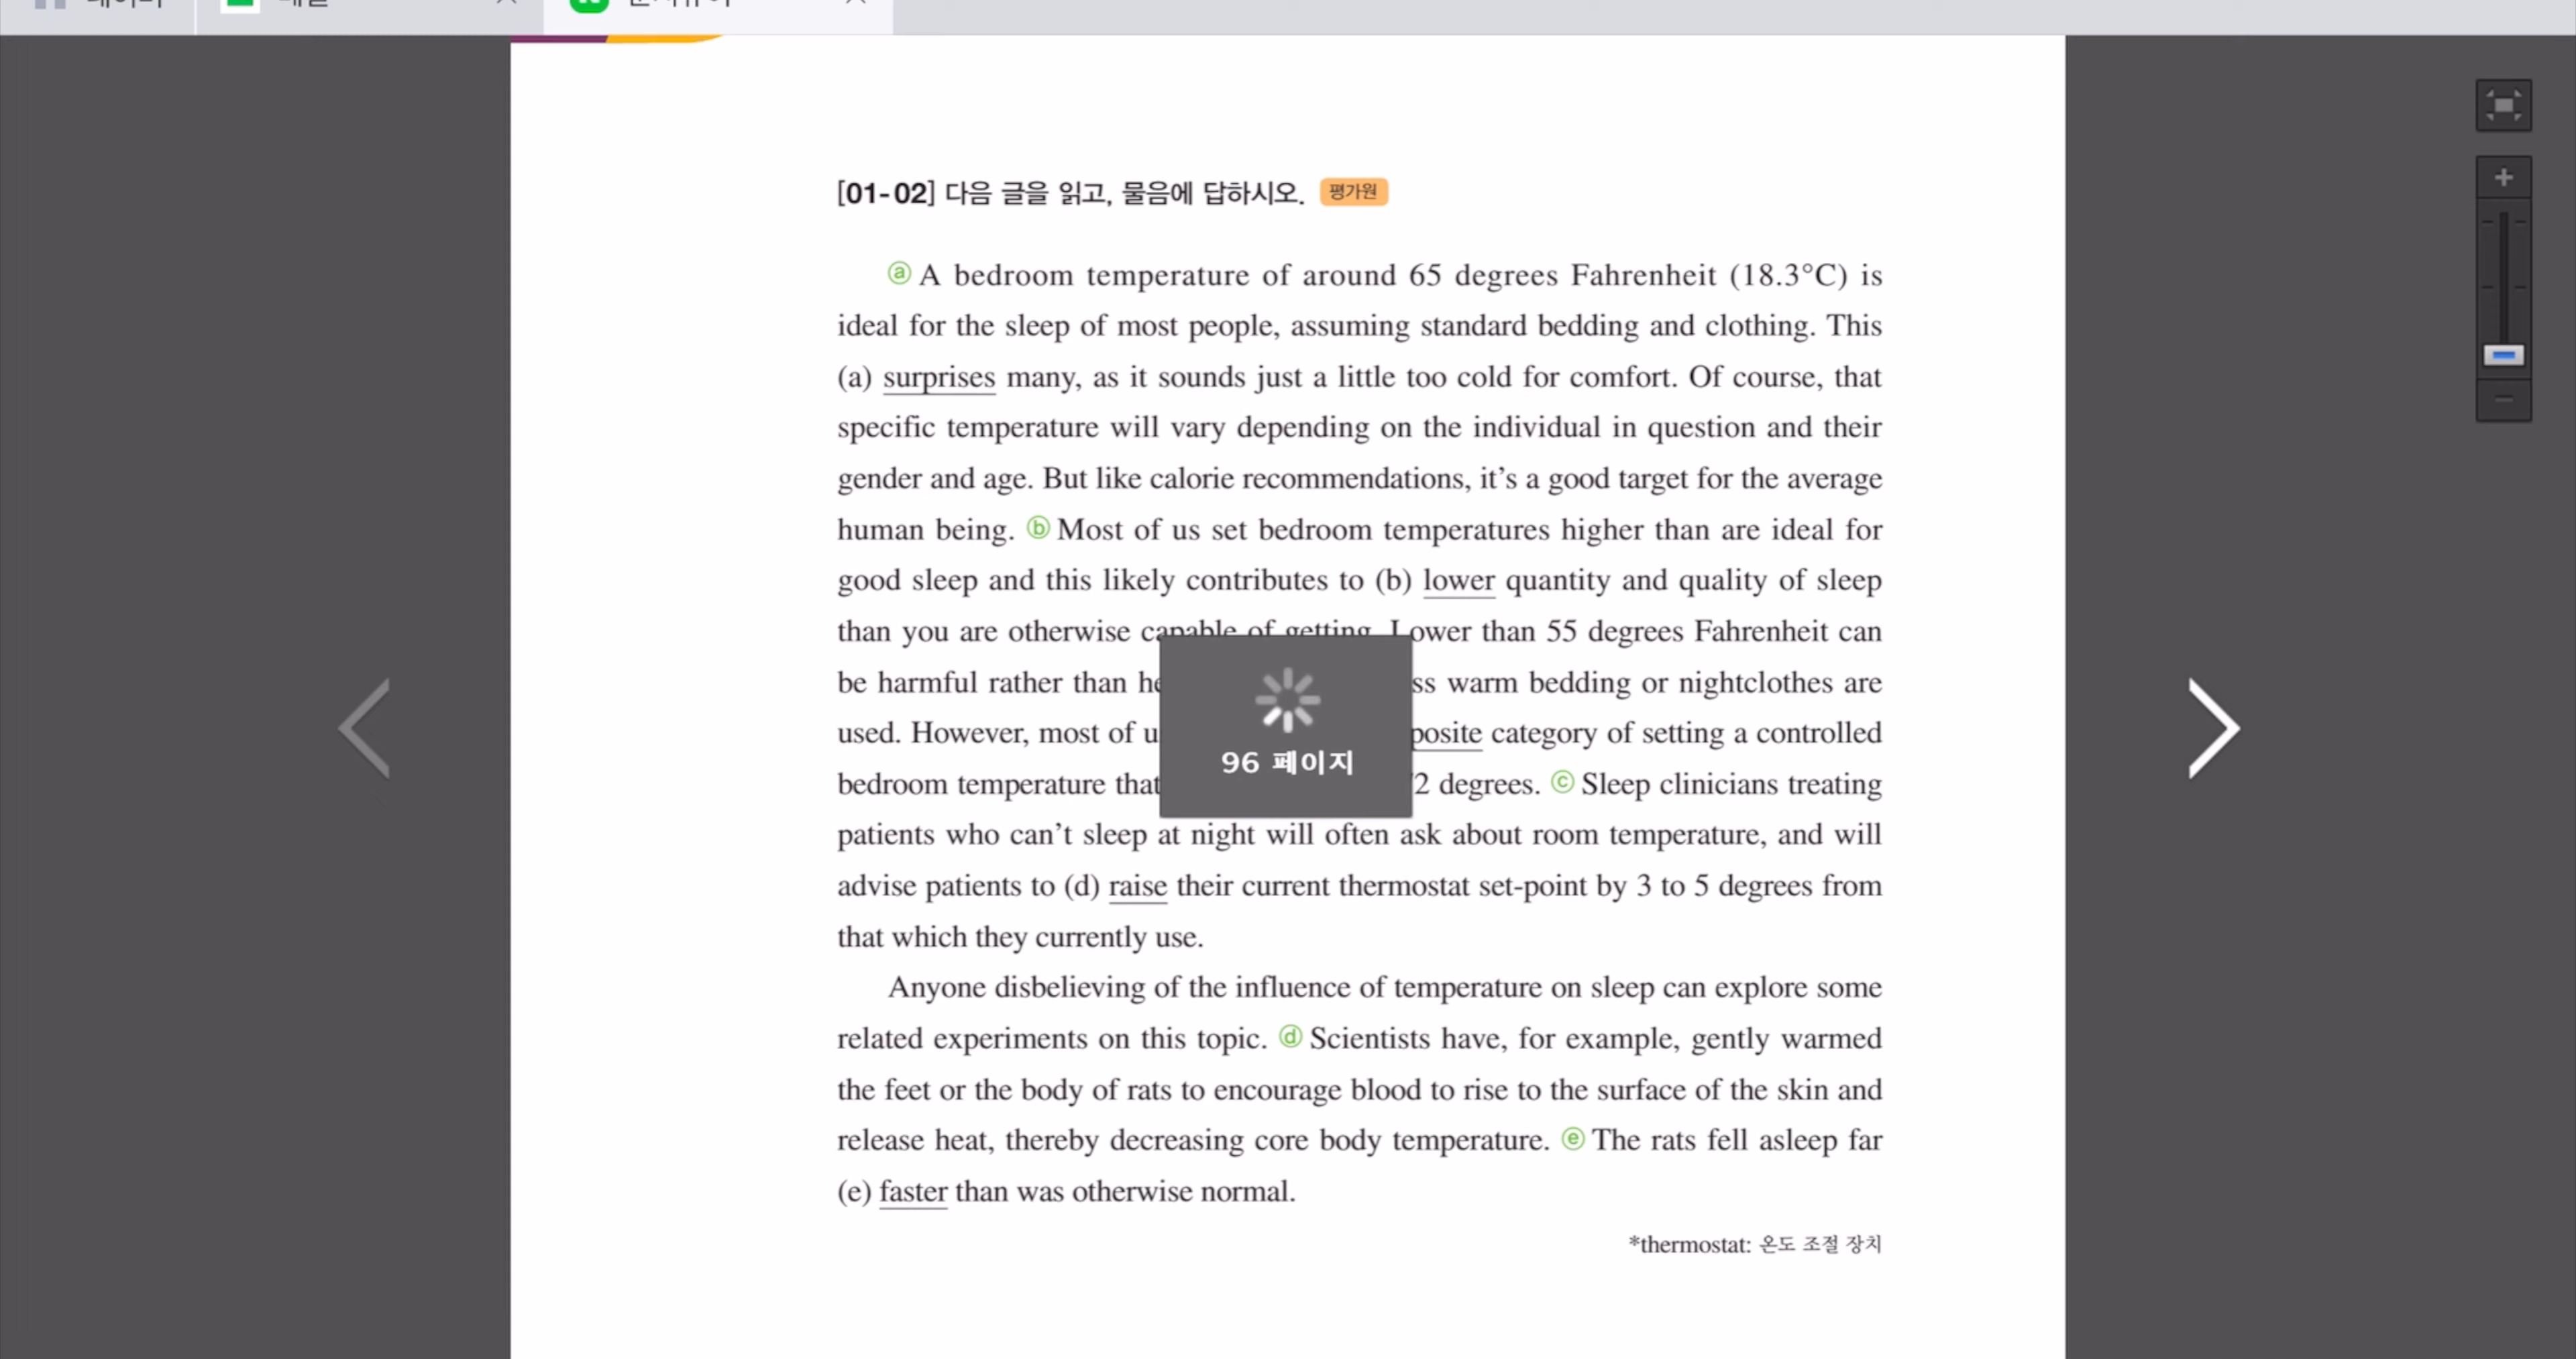 [01-02] 다음 글을 읽고, 물음에 답하시오. 평가원
ⓐ A bedroom temperature of around 65 degrees Fahrenheit (18.3°C) is
ideal for the sleep of most people, assuming standard bedding and clothing. This
(a) surprises many, as it sounds just a little too cold for comfort. Of course, that
specific temperature will vary depending on the individual in question and their
gender and age. But like calorie recommendations, it’s a good target for the average
human being. ⓑ Most of us set bedroom temperatures higher than are ideal for
good sleep and this likely contributes to (b) lower quantity and quality of sleep
than you are otherwise capable of getting. Lower than 55 degrees Fahrenheit can
be harmful rather than ss warm bedding or nightclothes are
used. However, most of posite category of setting a controlled
bedroom temperature that 2 degrees. ⓒ Sleep clinicians treating
patients who can’t sleep at night will often ask about room temperature, and will
advise patients to (d) raise their current thermostat set-point by 3 to 5 degrees from
that which they currently use.
Anyone disbelieving of the influence of temperature on sleep can explore some
related experiments on this topic. ⓓ Scientists have, for example, gently warmed
the feet or the body of rats to encourage blood to rise to the surface of the skin and
release heat, thereby decreasing core body temperature. ⓔ The rats fell asleep far
(e) faster than was otherwise normal.
*thermostat: 온도 조절 장치
96 페이지